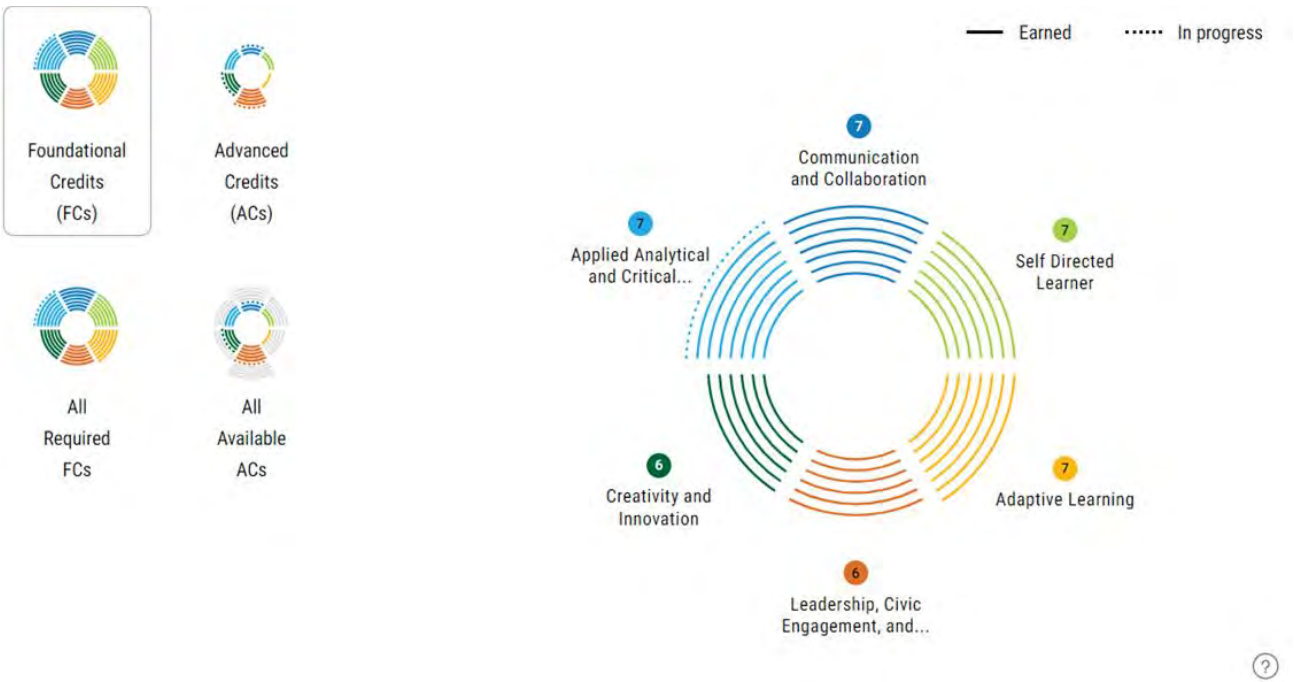 Earned
In progress
Foundational
Credits
(FCs)
Advanced
Credits
(ACs)
All
Required
FCs
All
Available
ACs
7
Communication
and Collaboration
7
Applied Analytical
and Critical...
7
Self Directed
Learner
6
Creativity and
Innovation
7
Adaptive Learning
6
Leadership, Civic
Engagement, and...
?